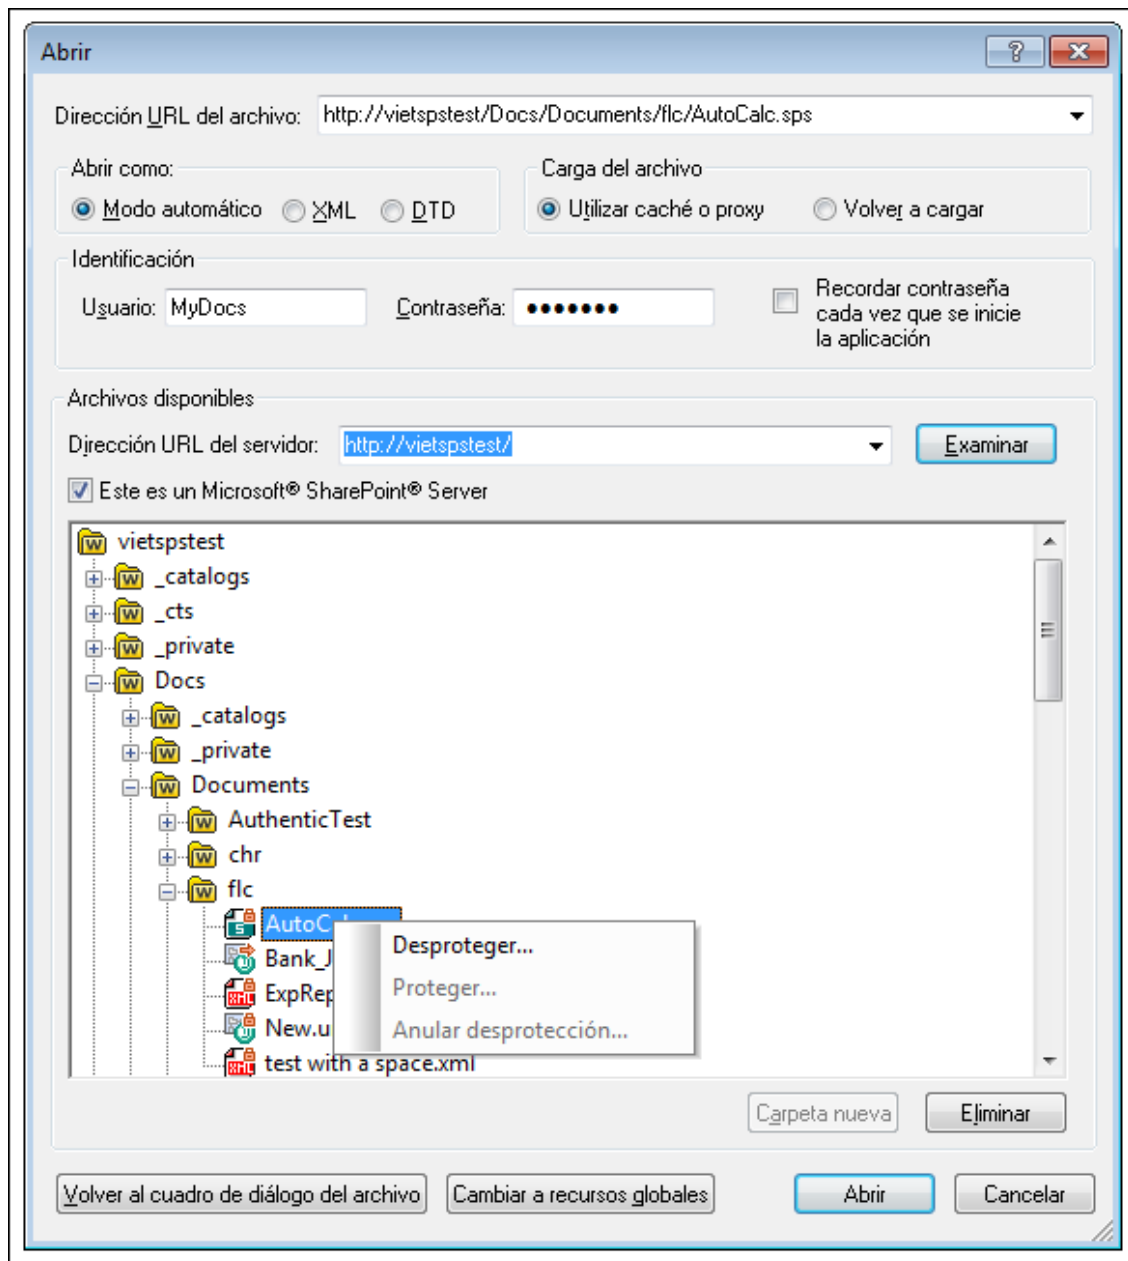 Abrir
Dirección URL del archivo: http://vietspstest/Docs/Documents/flc/AutoCalc.sps
Abrir como:
Modo automático XML DTD
Carga del archivo
Utilizar caché o proxy Volver a cargar
Identificación
Usuario: MyDocs Contraseña: ●●●●●●●
Recordar contraseña
cada vez que se inicie
la aplicación
Archivos disponibles
Dirección URL del servidor: http://vietspstest/ Examinar
Este es un Microsoft® SharePoint® Server
vietspstest
_catalogs
_cts
_private
Docs
_catalogs
_private
Documents
AuthenticTest
chr
flc
AutoC
Desproteger...
Bank_J
Proteger...
ExpRep
Anular desprotección...
New.u
test with a space.xml
Carpeta nueva Eliminar
Volver al cuadro de diálogo del archivo Cambiar a recursos globales Abrir Cancelar